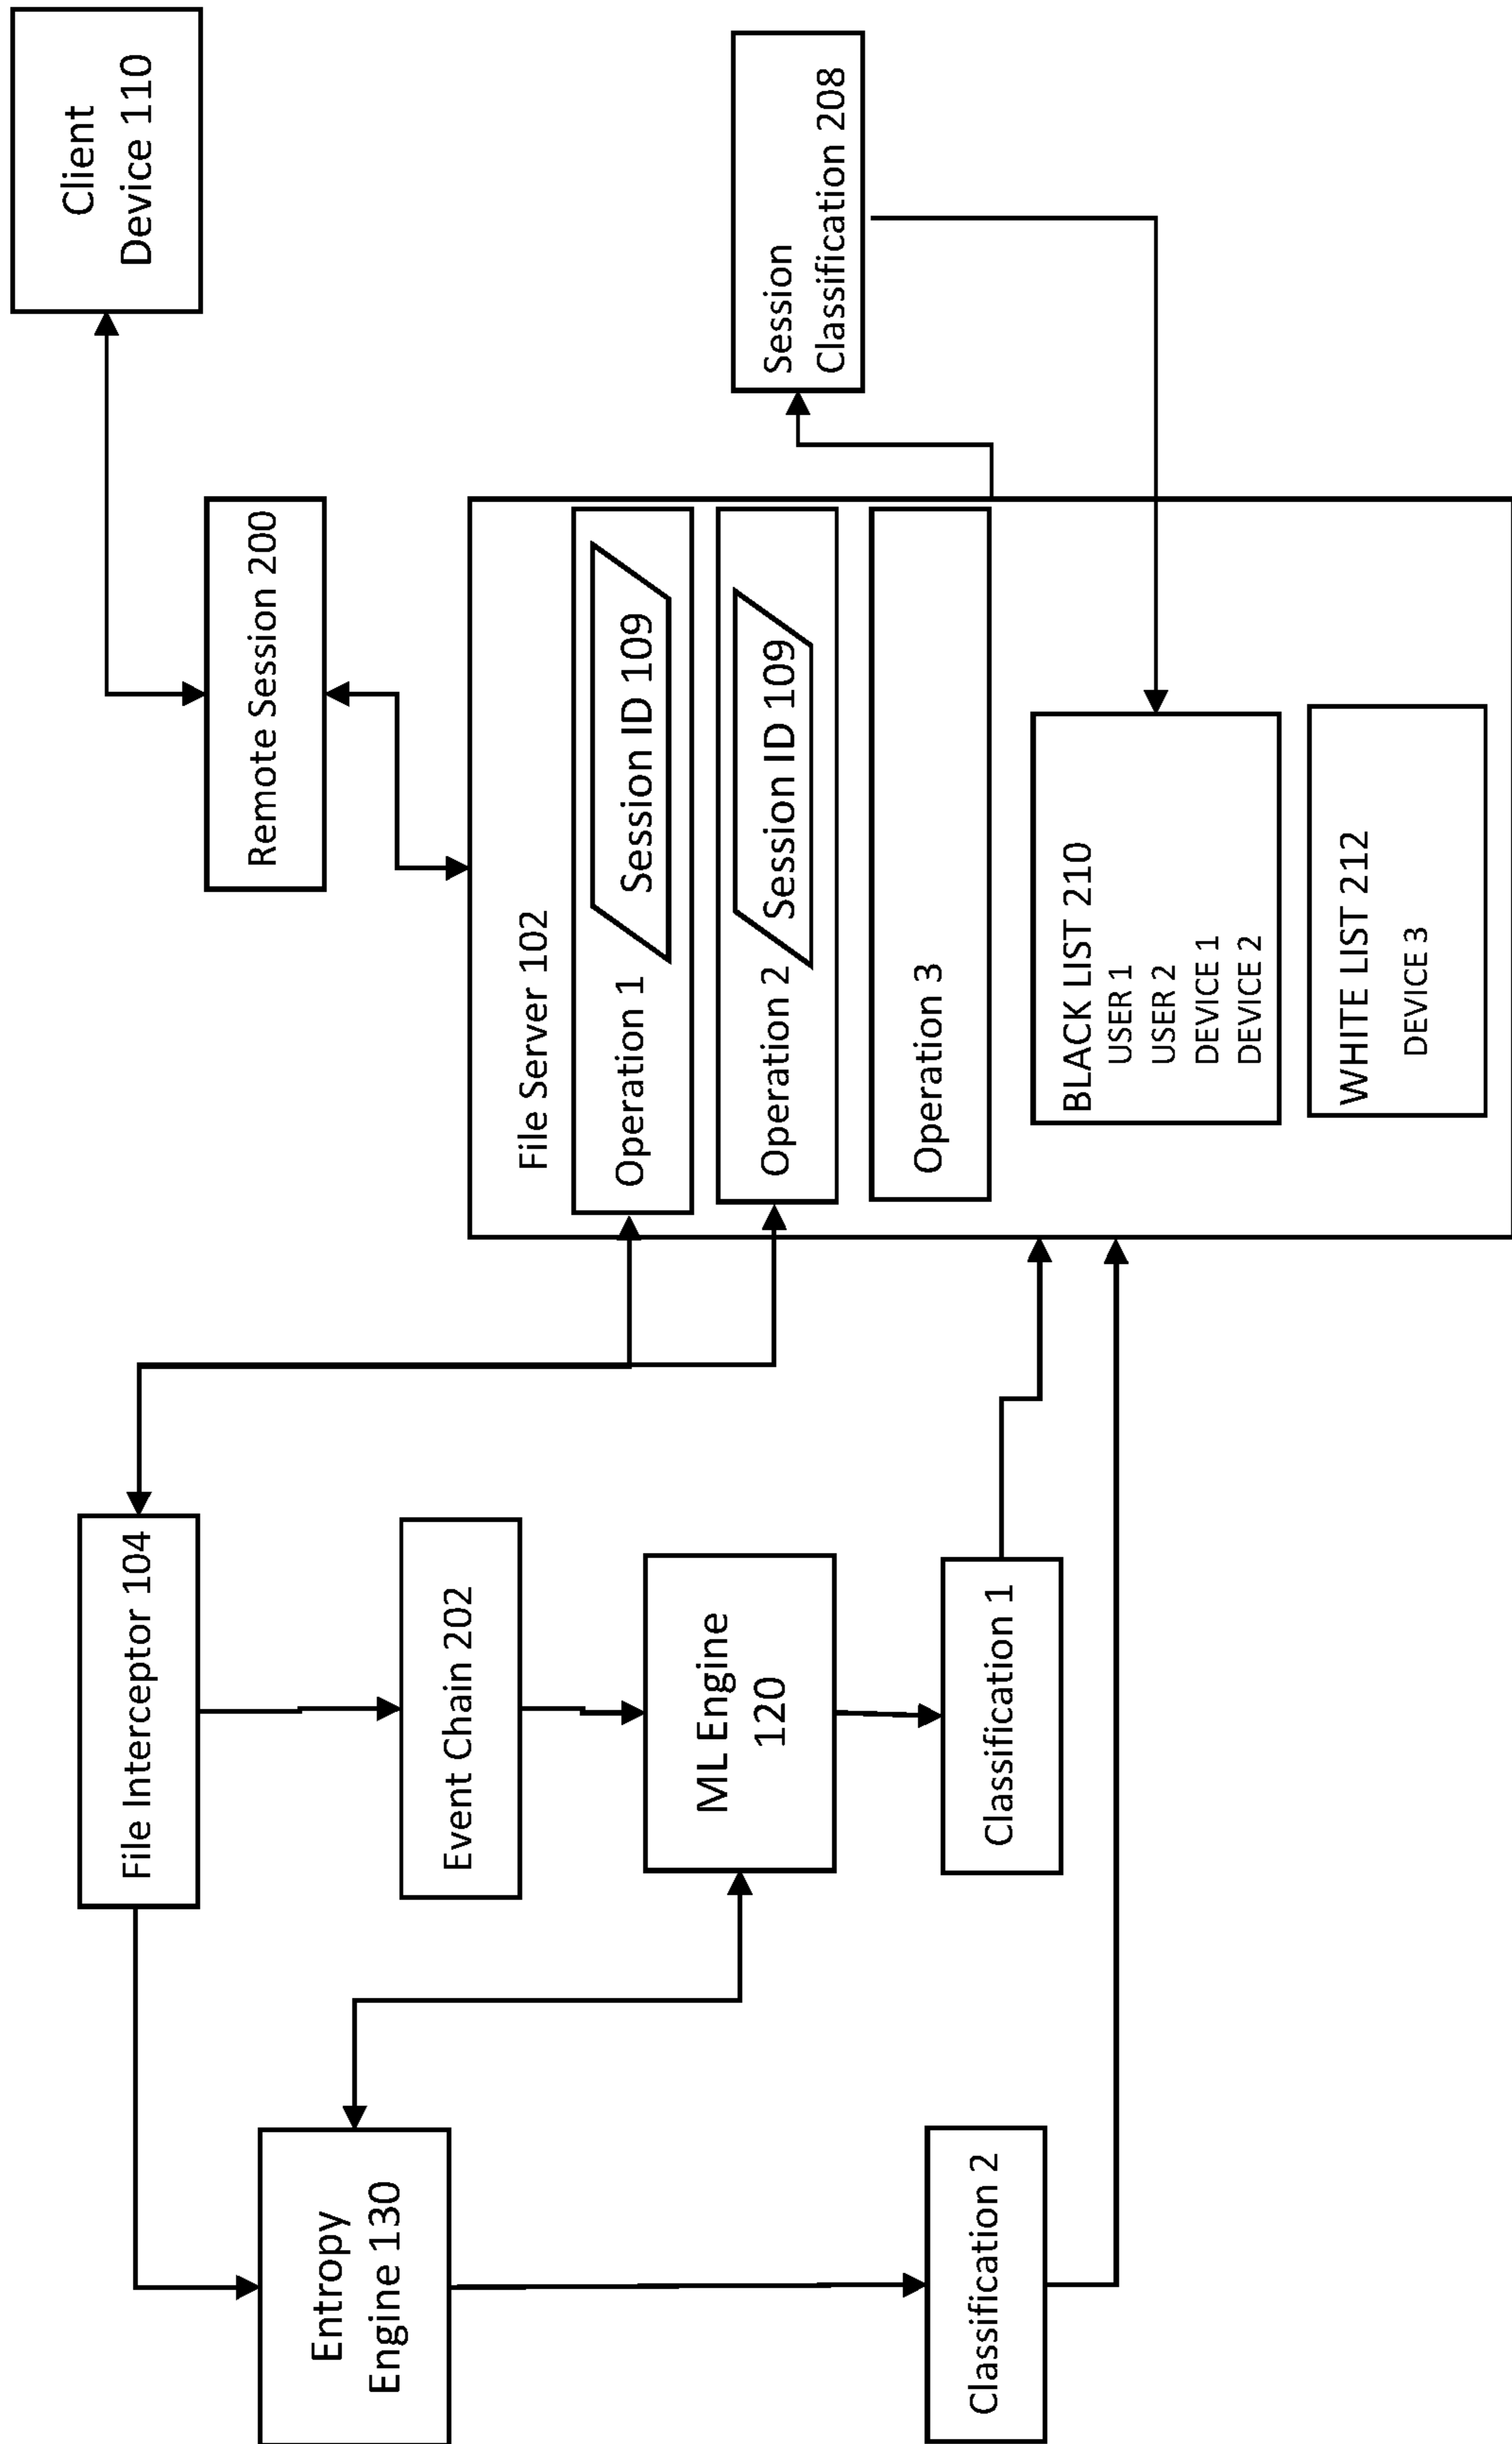 Entropy
Engine 130
File Interceptor 104
Event Chain 202
ML Engine
120
Classification 1
Classification 2
Remote Session 200
Client
Device 110
File Server 102
Operation 1
Session ID 109
Operation 2
Session ID 109
Operation 3
BLACK LIST 210
USER 1
USER 2
DEVICE 1
DEVICE 2
WHITE LIST 212
DEVICE 3
Session
Classification 208